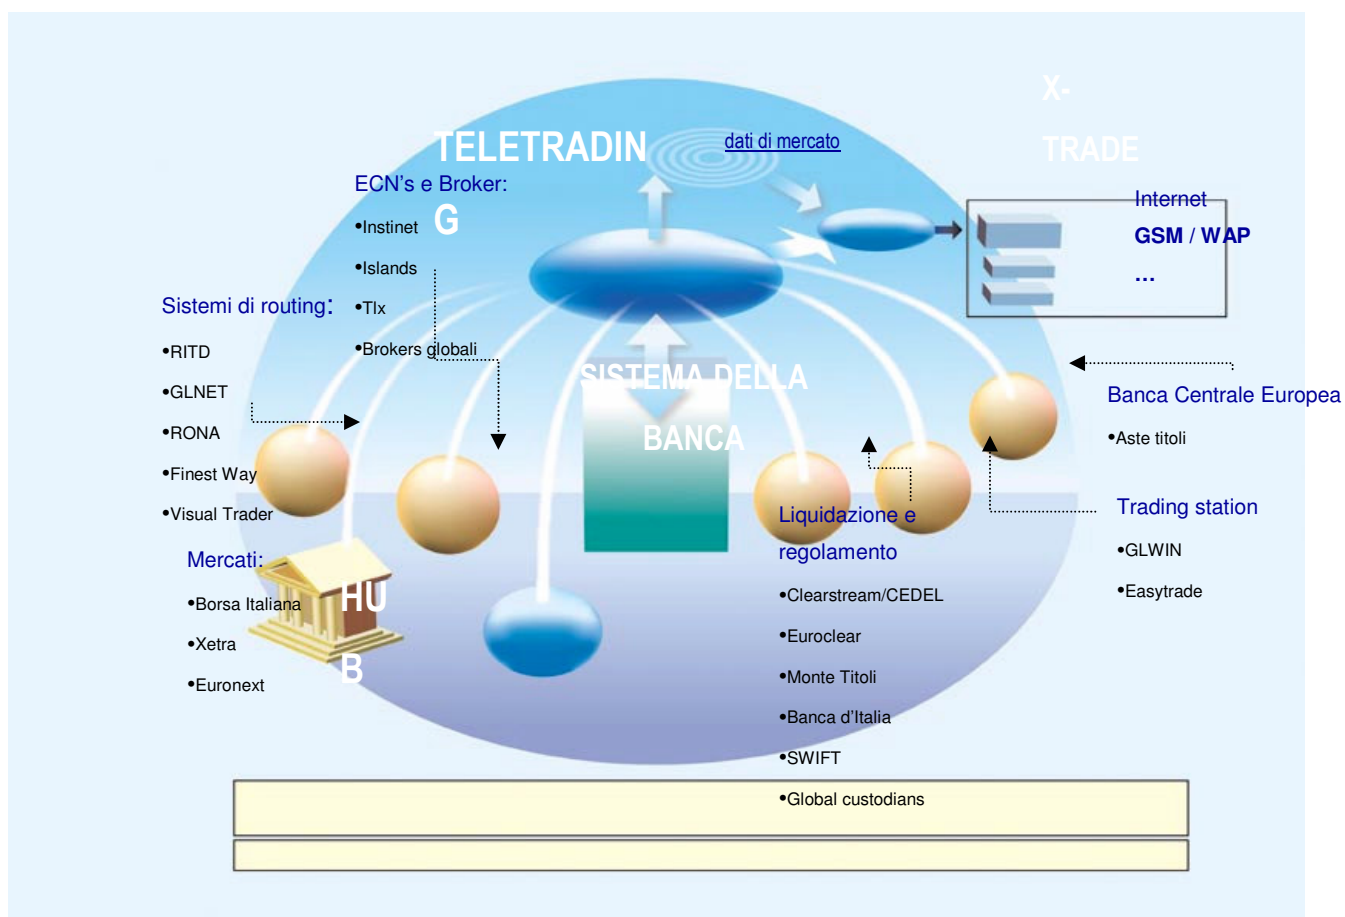 X-
TRADE
TELETRADIN
G
dati di mercato
ECN’s e Broker:
•Instinet
•Islands
•Tlx
•Brokers globali
Internet
GSM / WAP
…
Sistemi di routing:
•RITD
•GLNET
•RONA
•Finest Way
•Visual Trader
SISTEMA DELLA
BANCA
Banca Centrale Europea
•Aste titoli
Trading station
•GLWIN
•Easytrade
Liquidazione e
regolamento
•Clearstream/CEDEL
•Euroclear
•Monte Titoli
•Banca d’Italia
•SWIFT
•Global custodians
Mercati:
•Borsa Italiana
•Xetra
•Euronext
HU
B